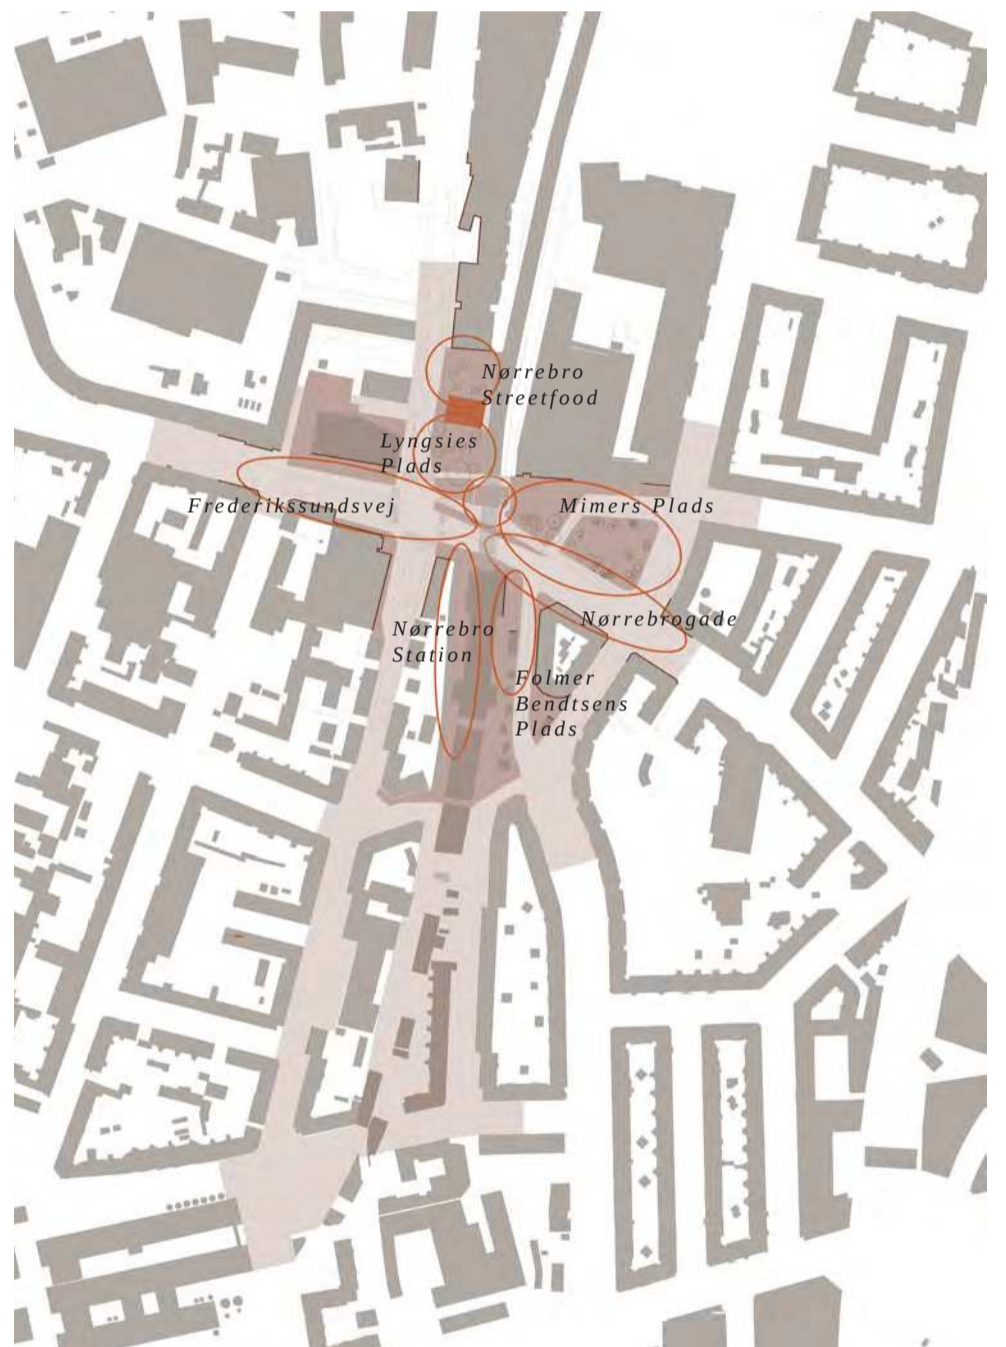 Nørrebro
Streetfood
Lyngsies
Plads
Frederikssundsvej
Mimers Plads
Nørrebrogade
Nørrebro
Station
Folmer
Bendtsens
Plads